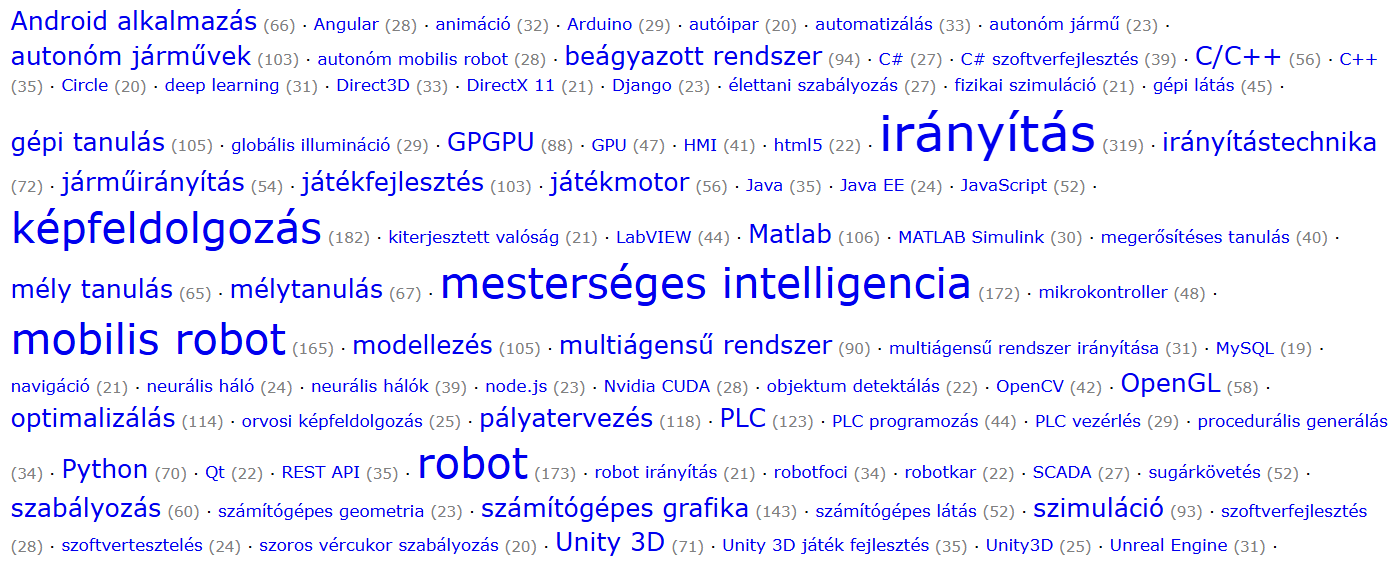 Android alkalmazás (66) · Angular (28) · animáció (32) · Arduino (29) · autóipar (20) · automatizálás (33) · autonóm jármű (23) ·
autonóm járművek (103) · autonóm mobilis robot (28) · beágyazott rendszer (94) · C# (27) · C# szoftverfejlesztés (39) · C/C++ (56) · C++
(35) · Circle (20) · deep learning (31) · Direct3D (33) · DirectX 11 (21) · Django (23) · élettani szabályozás (27) · fizikai szimuláció (21) · gépi látás (45) ·
gépi tanulás (105) · globális illumináció (29) · GPGPU (88) · GPU (47) · HMI (41) · html5 (22) · irányítás (319) · irányítástechnika
(72) · járműirányítás (54) · játékfejlesztés (103) · játékmotor (56) · Java (35) · Java EE (24) · JavaScript (52) ·
képfeldolgozás (182) · kiterjesztett valóság (21) · LabVIEW (44) · Matlab (106) · MATLAB Simulink (30) · megerősítéses tanulás (40) ·
mély tanulás (65) · mélytanulás (67) · mesterséges intelligencia (172) · mikrokontroller (48) ·
mobilis robot (165) · modellezés (105) · multiágensű rendszer (90) · multiágensű rendszer irányítása (31) · MySQL (19) ·
navigáció (21) · neurális háló (24) · neurális hálók (39) · node.js (23) · Nvidia CUDA (28) · objektum detektálás (22) · OpenCV (42) · OpenGL (58) ·
optimalizálás (114) · orvosi képfeldolgozás (25) · pályatervezés (118) · PLC (123) · PLC programozás (44) · PLC vezérlés (29) · procedurális generálás
(34) · Python (70) · Qt (22) · REST API (35) · robot (173) · robot irányítás (21) · robotfoci (34) · robotkar (22) · SCADA (27) · sugárkövetés (52) ·
szabályozás (60) · számítógépes geometria (23) · számítógépes grafika (143) · számítógépes látás (52) · szimuláció (93) · szoftverfejlesztés
(28) · szoftvertesztelés (24) · szoros vércukor szabályozás (20) · Unity 3D (71) · Unity 3D játék fejlesztés (35) · Unity3D (25) · Unreal Engine (31) ·